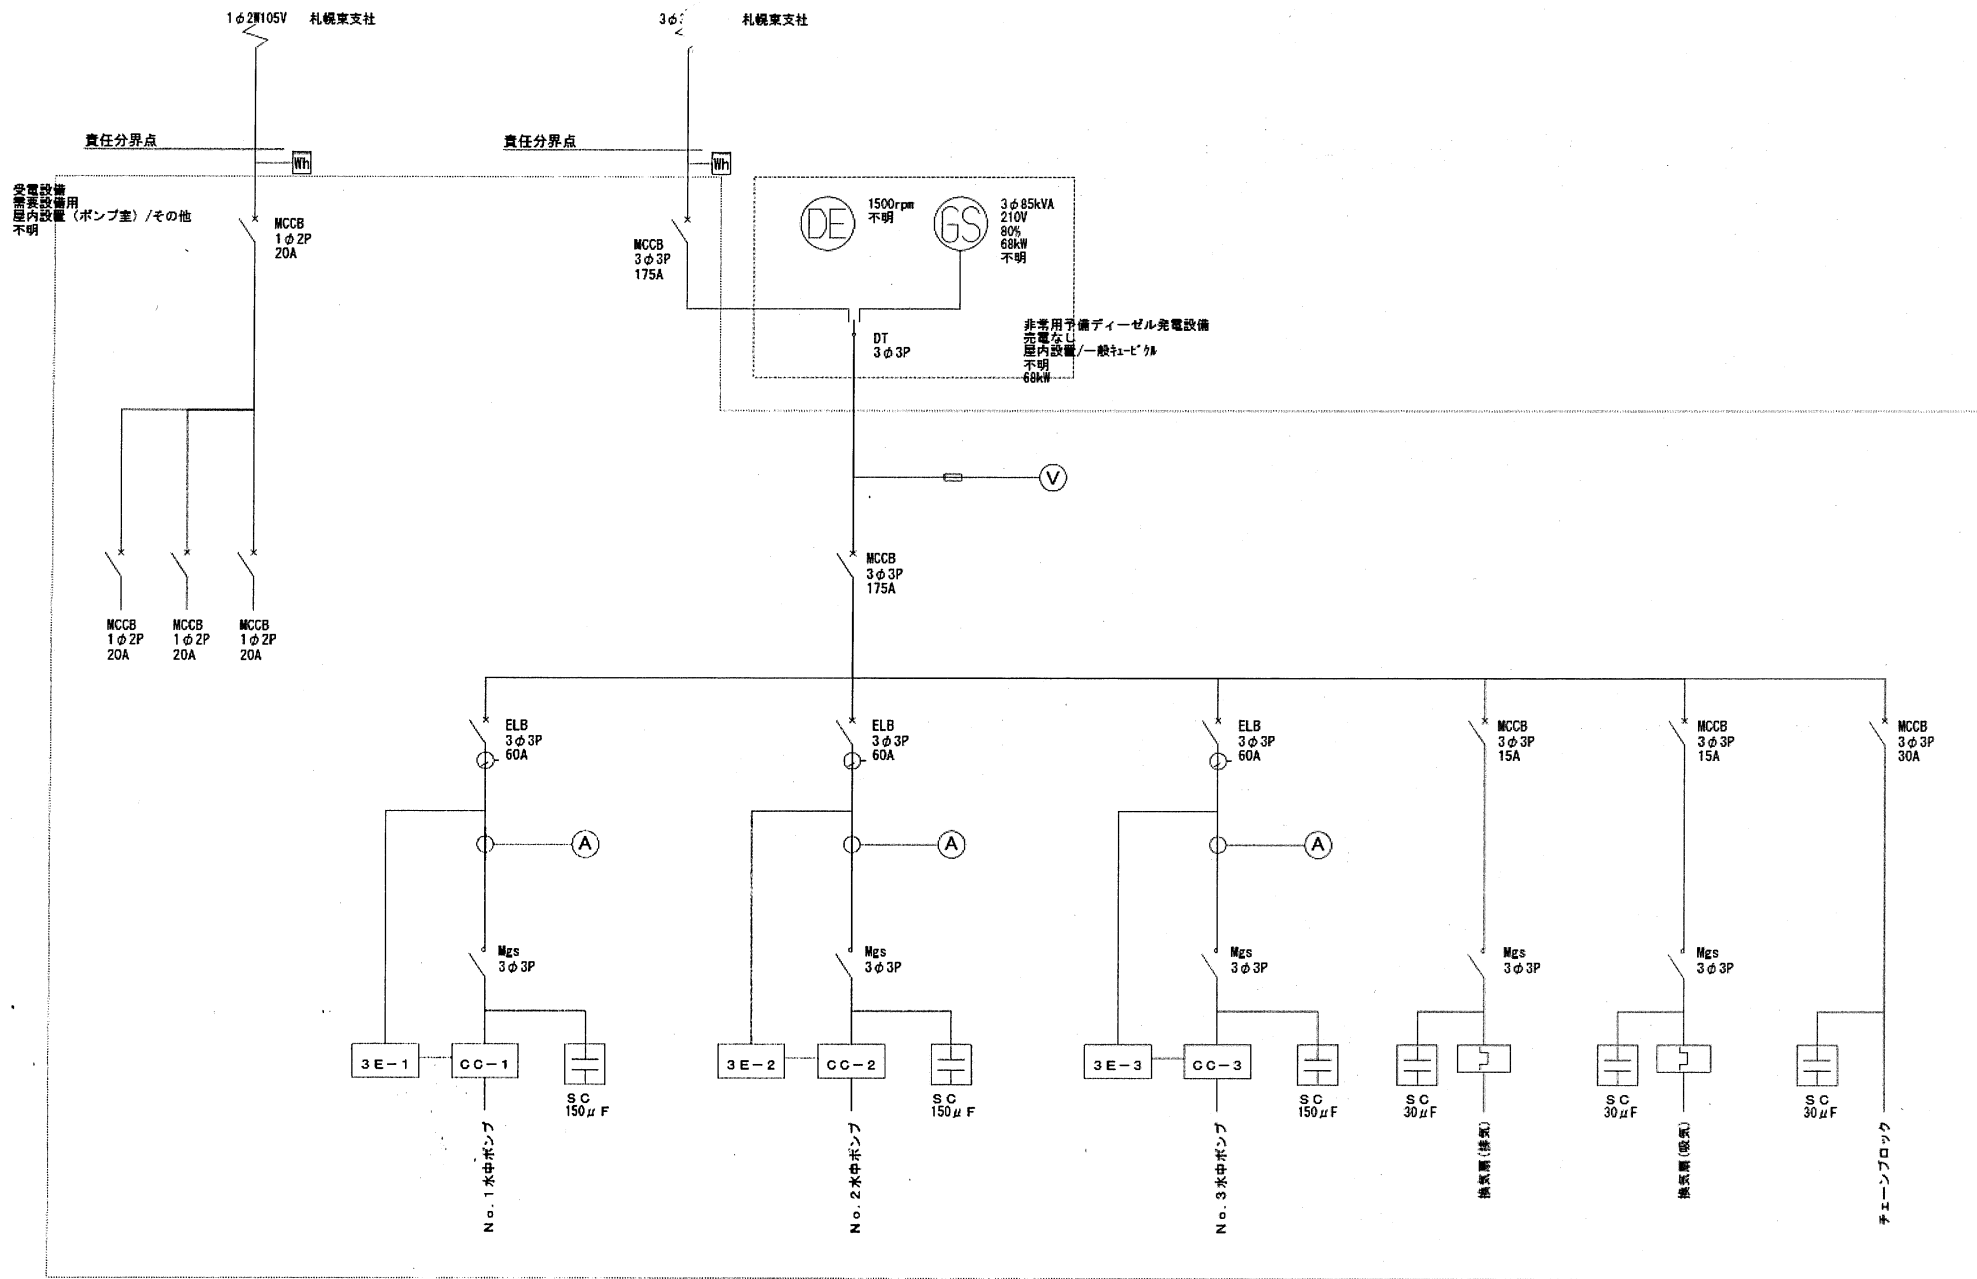 1φ2W105V 札幌東支社
3φ 札幌東支社
責任分界点
Wh
責任分界点
Wh
受電設備
需要設備用
屋内設置（ポンプ室）/その他
不明
MCCB
1φ2P
20A
MCCB
3φ3P
175A
DE
1500rpm
不明
GS
3φ85kVA
210V
80%
68kW
不明
DT
3φ3P
非常用予備ディーゼル発電設備
売電なし
屋内設置/一般ｷｭｰﾋﾞｸﾙ
不明
68kW
V
MCCB
3φ3P
175A
MCCB
1φ2P
20A
MCCB
1φ2P
20A
MCCB
1φ2P
20A
ELB
3φ3P
60A
ELB
3φ3P
60A
ELB
3φ3P
60A
MCCB
3φ3P
15A
MCCB
3φ3P
15A
MCCB
3φ3P
30A
A
A
A
Mgs
3φ3P
Mgs
3φ3P
Mgs
3φ3P
Mgs
3φ3P
Mgs
3φ3P
3E-1
CC-1
SC
150μF
3E-2
CC-2
SC
150μF
3E-3
CC-3
SC
150μF
SC
30μF
SC
30μF
SC
30μF
No.1水中ポンプ
No.2水中ポンプ
No.3水中ポンプ
換気扇(排気)
換気扇(吸気)
チェーンブロック